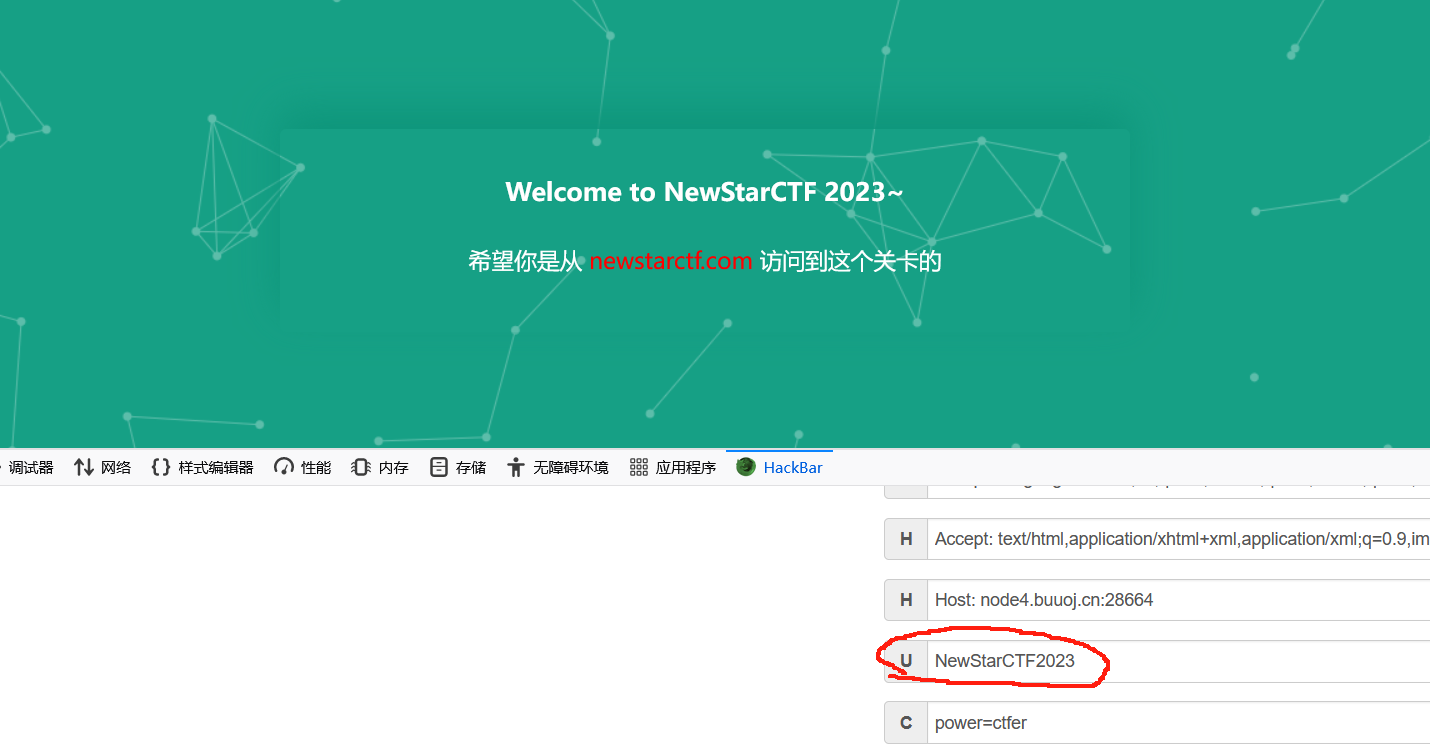 Welcome to NewStarCTF 2023~
希望你是从 newstarctf.com 访问到这个关卡的
调试器 网络 {} 样式编辑器 性能 内存 存储 无障碍环境 应用程序 HackBar
H Accept: text/html,application/xhtml+xml,application/xml;q=0.9,im
H Host: node4.buuoj.cn:28664
U NewStarCTF2023
C power=ctfer